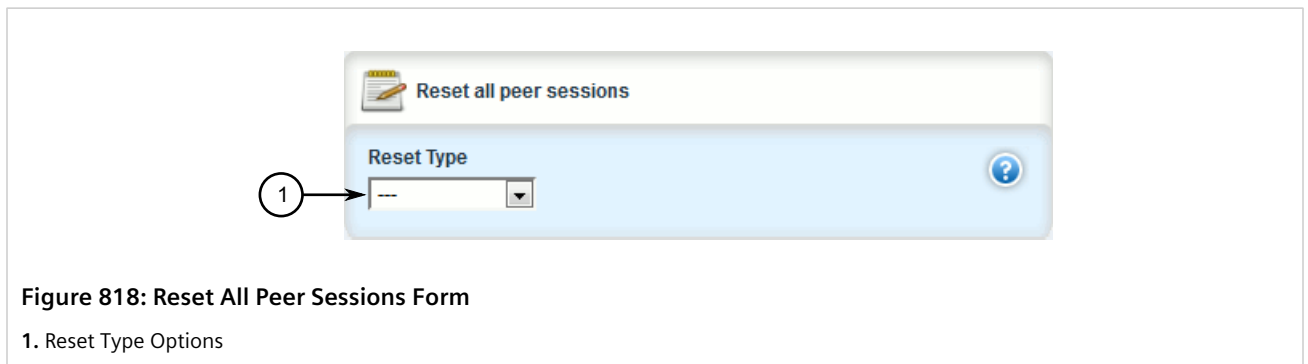 Reset all peer sessions
Reset Type
1
---
?
Figure 818: Reset All Peer Sessions Form
1. Reset Type Options